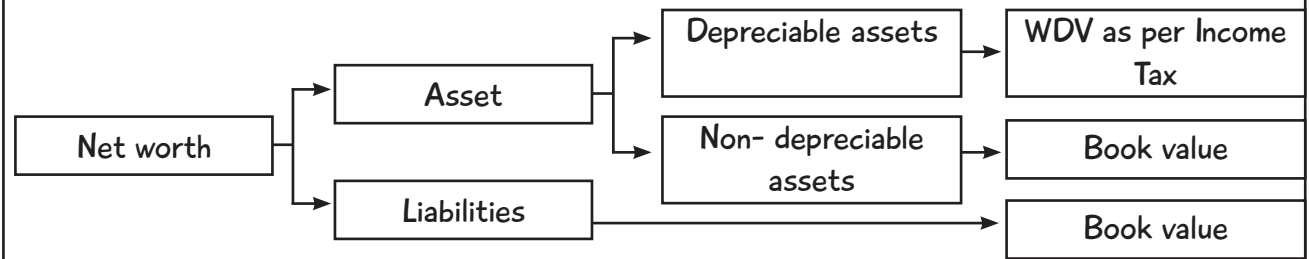 Net worth
Asset
Liabilities
Depreciable assets
Non- depreciable
assets
WDV as per Income
Tax
Book value
Book value